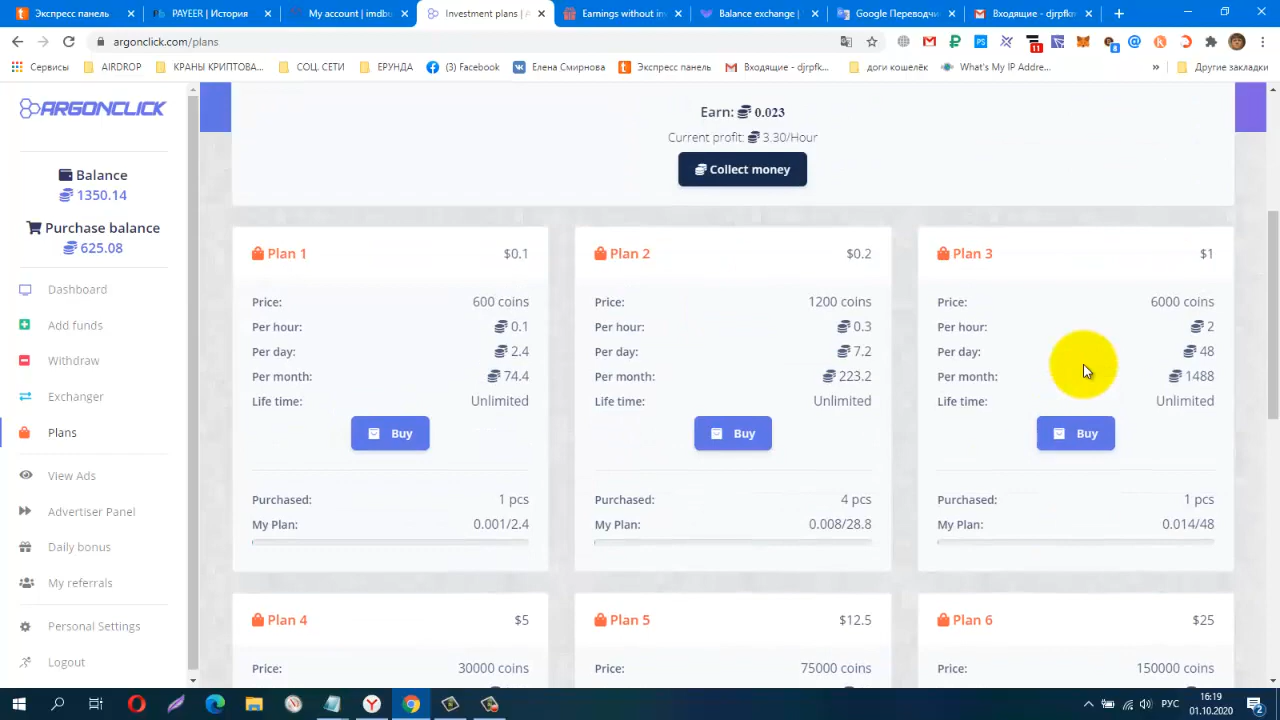 Экспресс панель
PAYEER | История
My account | imdbu
Investment plans | A
Earnings without inv
Balance exchange | 
Google Переводчи
Входящие - djrpfkn
argonclick.com/plans
11
8
Сервисы
AIRDROP
КРАНЫ КРИПТОВА...
СОЦ. СЕТИ
ЕРУНДА
(3) Facebook
Елена Смирнова
Экспресс панель
Входящие - djrpfk...
доги кошелёк
What's My IP Addre...
»
Другие закладки
ARGONCLICK
Balance
1350.14
Purchase balance
625.08
Dashboard
Add funds
Withdraw
Exchanger
Plans
View Ads
Advertiser Panel
Daily bonus
My referrals
Personal Settings
Logout
Earn: 0.023
Current profit: 3.30/Hour
Collect money
Plan 1 $0.1
Price: 600 coins
Per hour: 0.1
Per day: 2.4
Per month: 74.4
Life time: Unlimited
Buy
Purchased: 1 pcs
My Plan: 0.001/2.4
Plan 2 $0.2
Price: 1200 coins
Per hour: 0.3
Per day: 7.2
Per month: 223.2
Life time: Unlimited
Buy
Purchased: 4 pcs
My Plan: 0.008/28.8
Plan 3 $1
Price: 6000 coins
Per hour: 2
Per day: 48
Per month: 1488
Life time: Unlimited
Buy
Purchased: 1 pcs
My Plan: 0.014/48
Plan 4 $5
Price: 30000 coins
Plan 5 $12.5
Price: 75000 coins
Plan 6 $25
Price: 150000 coins
РУС
16:19
01.10.2020
2